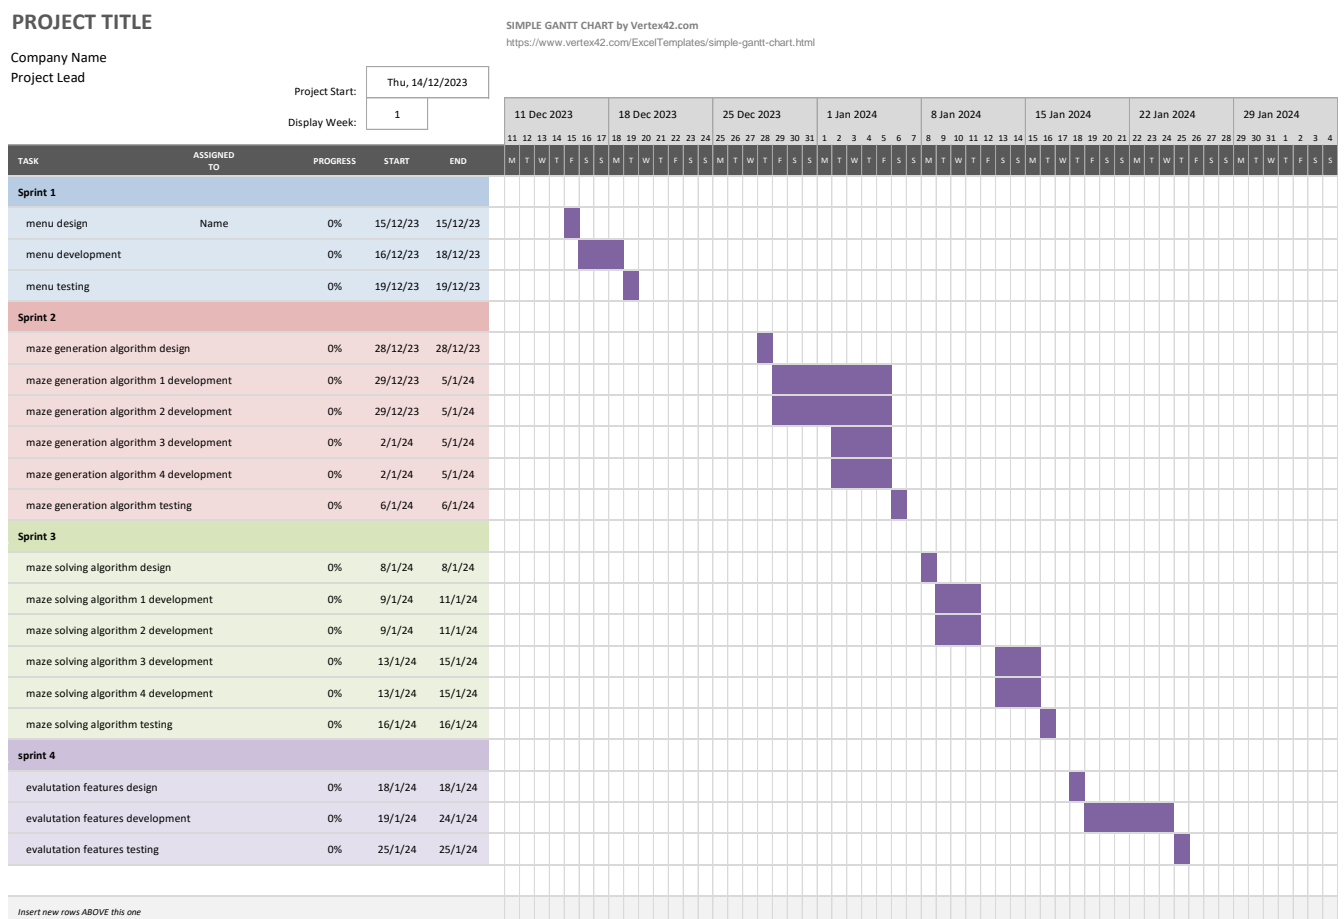 PROJECT TITLE
SIMPLE GANTT CHART by Vertex42.com
https://www.vertex42.com/ExcelTemplates/simple-gantt-chart.html
Company Name
Project Lead
Project Start: Thu, 14/12/2023
Display Week: 1
11 Dec 2023 18 Dec 2023 25 Dec 2023 1 Jan 2024 8 Jan 2024 15 Jan 2024 22 Jan 2024 29 Jan 2024
11 12 13 14 15 16 17 18 19 20 21 22 23 24 25 26 27 28 29 30 31 1 2 3 4 5 6 7 8 9 10 11 12 13 14 15 16 17 18 19 20 21 22 23 24 25 26 27 28 29 30 31 1 2 3 4
TASK ASSIGNED TO PROGRESS START END M T W T F S S M T W T F S S M T W T F S S M T W T F S S M T W T F S S M T W T F S S M T W T F S S M T W T F S S
Sprint 1
menu design Name 0% 15/12/23 15/12/23
menu development 0% 16/12/23 18/12/23
menu testing 0% 19/12/23 19/12/23
Sprint 2
maze generation algorithm design 0% 28/12/23 28/12/23
maze generation algorithm 1 development 0% 29/12/23 5/1/24
maze generation algorithm 2 development 0% 29/12/23 5/1/24
maze generation algorithm 3 development 0% 2/1/24 5/1/24
maze generation algorithm 4 development 0% 2/1/24 5/1/24
maze generation algorithm testing 0% 6/1/24 6/1/24
Sprint 3
maze solving algorithm design 0% 8/1/24 8/1/24
maze solving algorithm 1 development 0% 9/1/24 11/1/24
maze solving algorithm 2 development 0% 9/1/24 11/1/24
maze solving algorithm 3 development 0% 13/1/24 15/1/24
maze solving algorithm 4 development 0% 13/1/24 15/1/24
maze solving algorithm testing 0% 16/1/24 16/1/24
sprint 4
evalutation features design 0% 18/1/24 18/1/24
evalutation features development 0% 19/1/24 24/1/24
evalutation features testing 0% 25/1/24 25/1/24
Insert new rows ABOVE this one